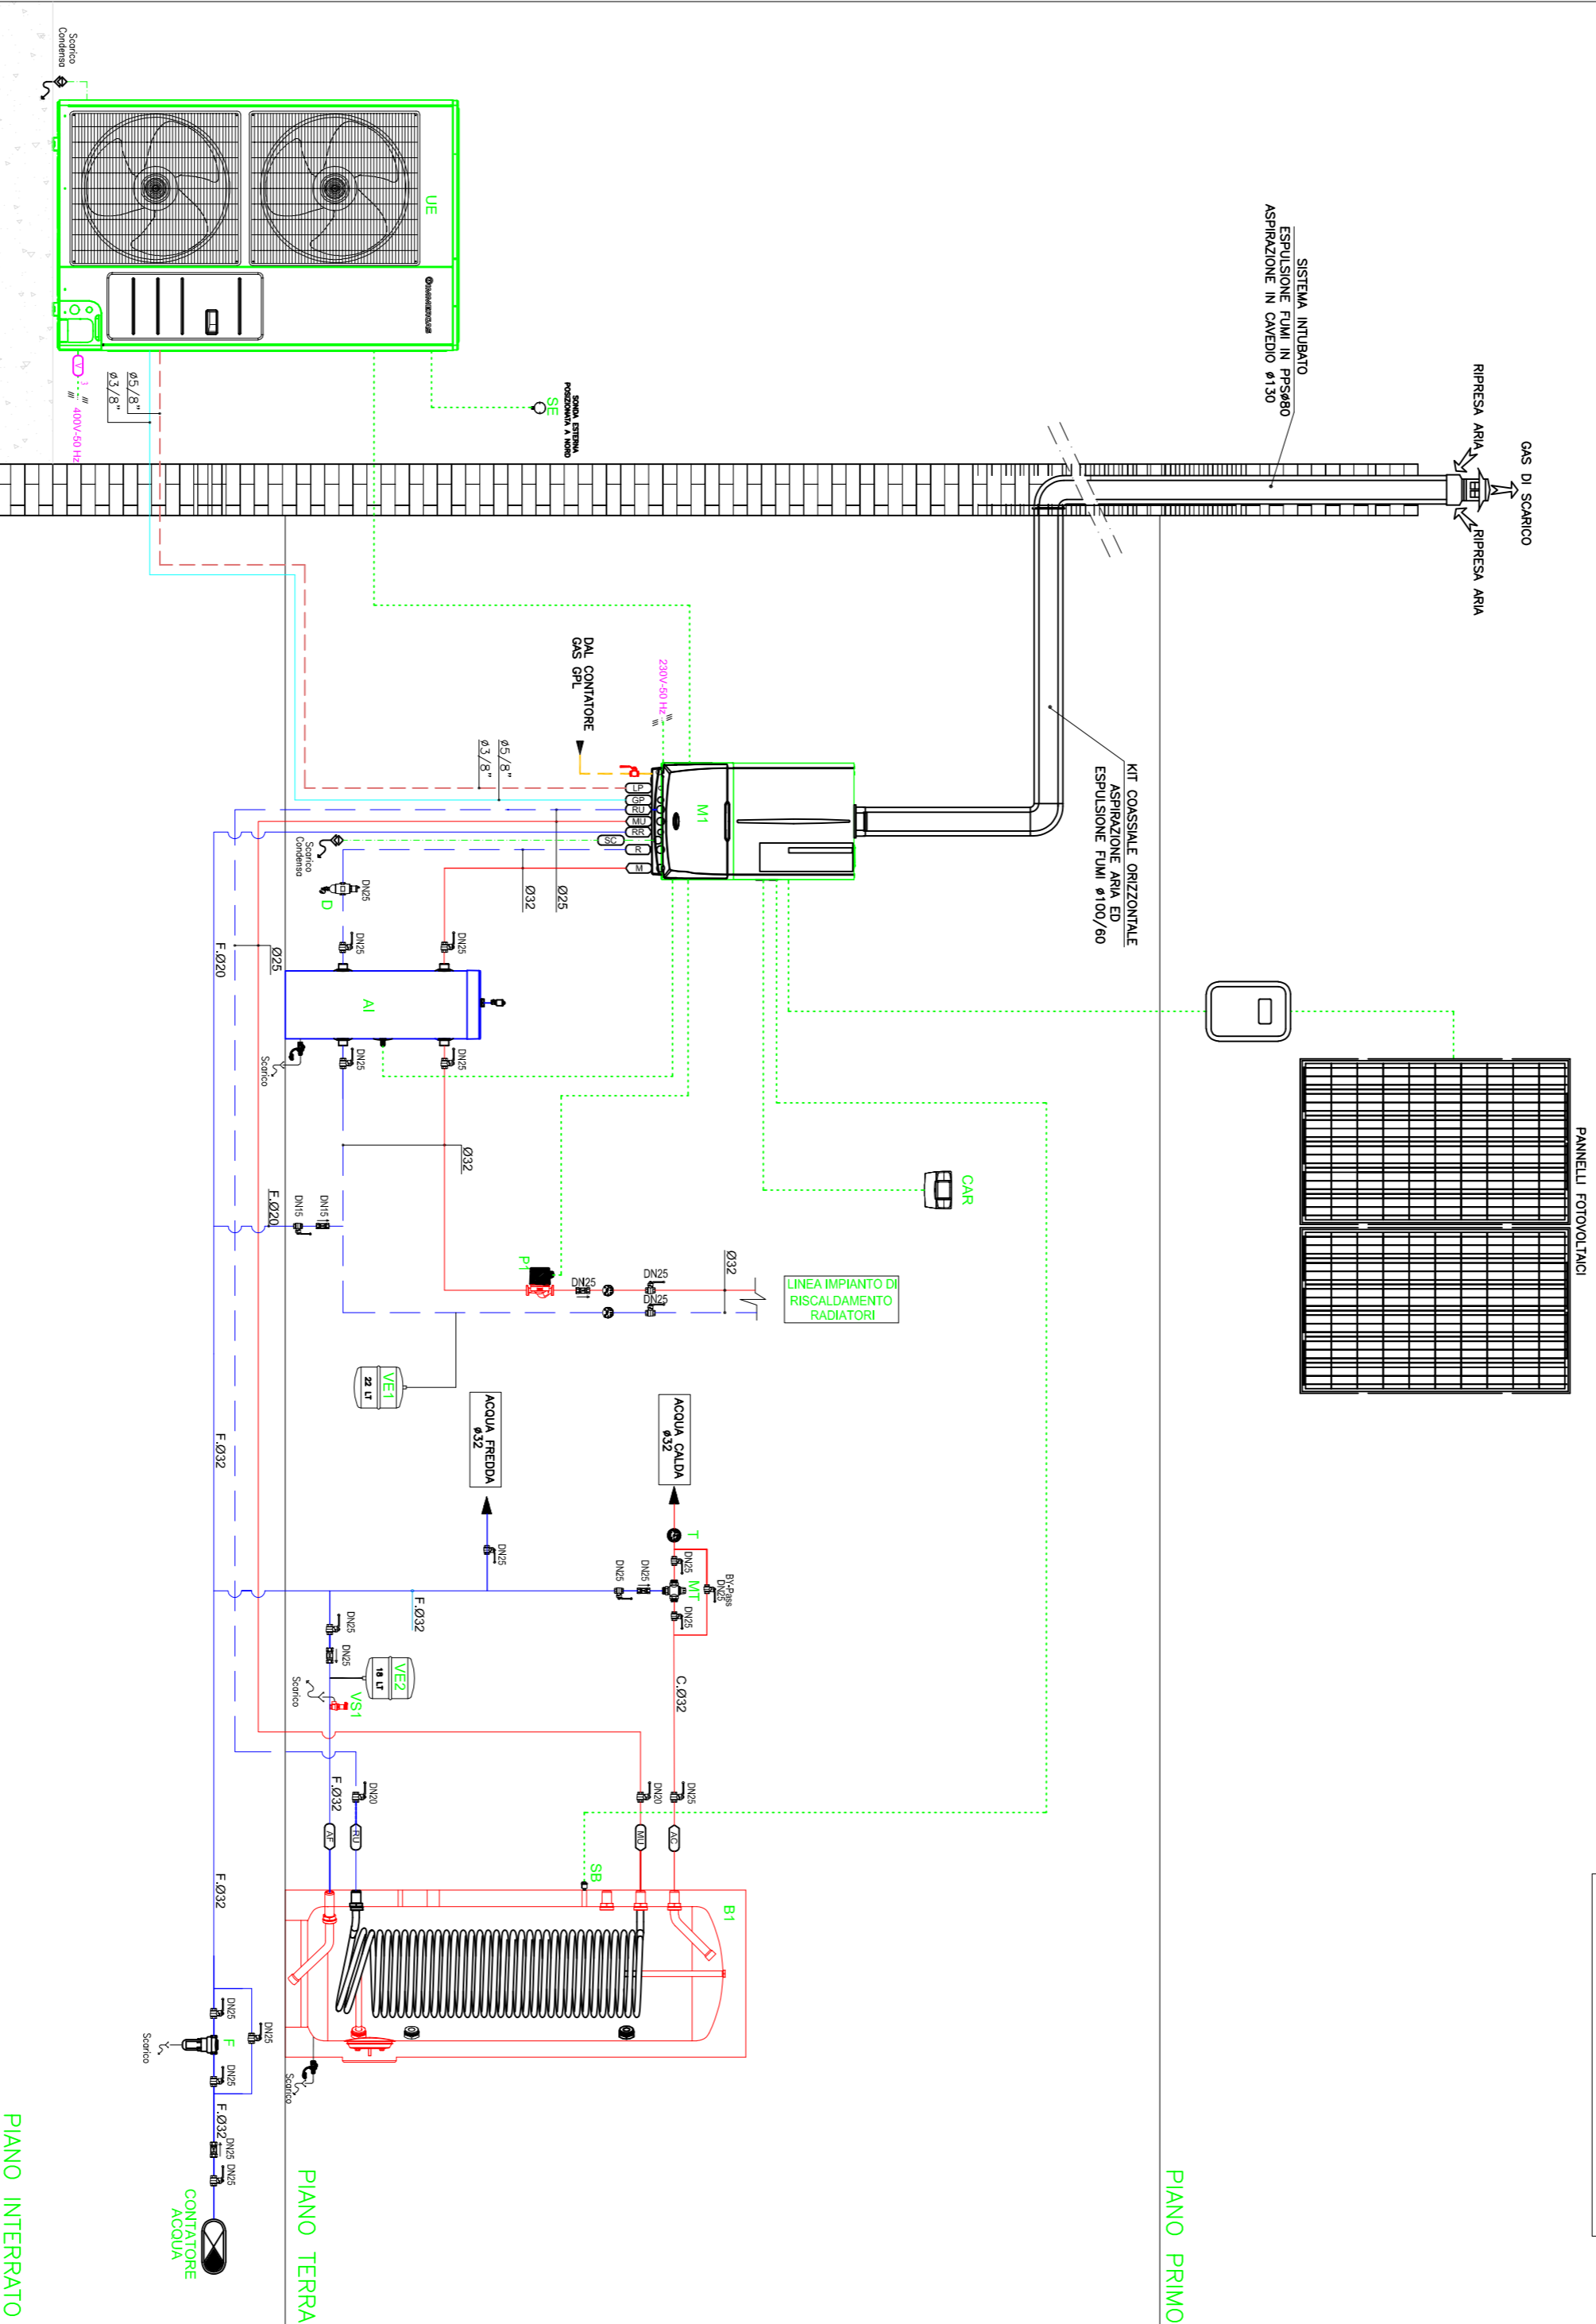 GAS DI SCARICO
RIPRESA ARIA
RIPRESA ARIA
SISTEMA INTUBATO
ESPULSIONE FUMI IN PPSø80
ASPIRAZIONE IN CAVEDIO ø130
KIT COASSIALE ORIZZONTALE
ASPIRAZIONE ARIA ED
ESPULSIONE FUMI ø100/60
PANNELLI FOTOVOLTAICI
PIANO PRIMO
SONDA ESTERNA
POSIZIONATA A NORD
SE
UE
IMMERGAS
Scarico
Condensa
V
3
400V-50 Hz
ø5/8"
ø3/8"
DAL CONTATORE
GAS GPL
230V-50 Hz
M1
LP
GP
RU
MU
RR
SC
R
M
ø5/8"
ø3/8"
Ø25
Ø32
Scarico
Condensa
DN25
D
DN25
DN25
AI
DN25
DN25
Scarico
Ø25
F.Ø20
Ø32
F.Ø20
DN15
DN15
CAR
P1
DN25
DN25
DN25
Ø32
LINEA IMPIANTO DI
RISCALDAMENTO
RADIATORI
VE1
22 LT
ACQUA FREDDA
ø32
ACQUA CALDA
ø32
T
DN25
MT
DN25
BY-Pass
DN25
DN25
DN25
DN25
F.Ø32
F.Ø32
DN25
DN25
VE2
18 LT
VS1
Scarico
C.Ø32
F.Ø32
DN20
DN20
DN25
AF
RU
MU
AC
SB
B1
Scarico
F.Ø32
DN25
DN25
F
DN25
Scarico
F.Ø32
DN25
DN25
CONTATORE
ACQUA
PIANO TERRA
PIANO INTERRATO